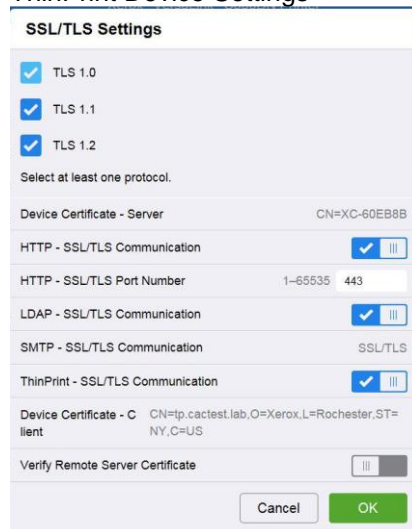 ThinPrint Device Settings
SSL/TLS Settings
TLS 1.0
TLS 1.1
TLS 1.2
Select at least one protocol.
Device Certificate - Server CN=XC-60EB8B
HTTP - SSL/TLS Communication
HTTP - SSL/TLS Port Number 1–65535 443
LDAP - SSL/TLS Communication
SMTP - SSL/TLS Communication SSL/TLS
ThinPrint - SSL/TLS Communication
Device Certificate - C CN=tp.cactest.lab,O=Xerox,L=Rochester,ST=
lient NY,C=US
Verify Remote Server Certificate
Cancel OK